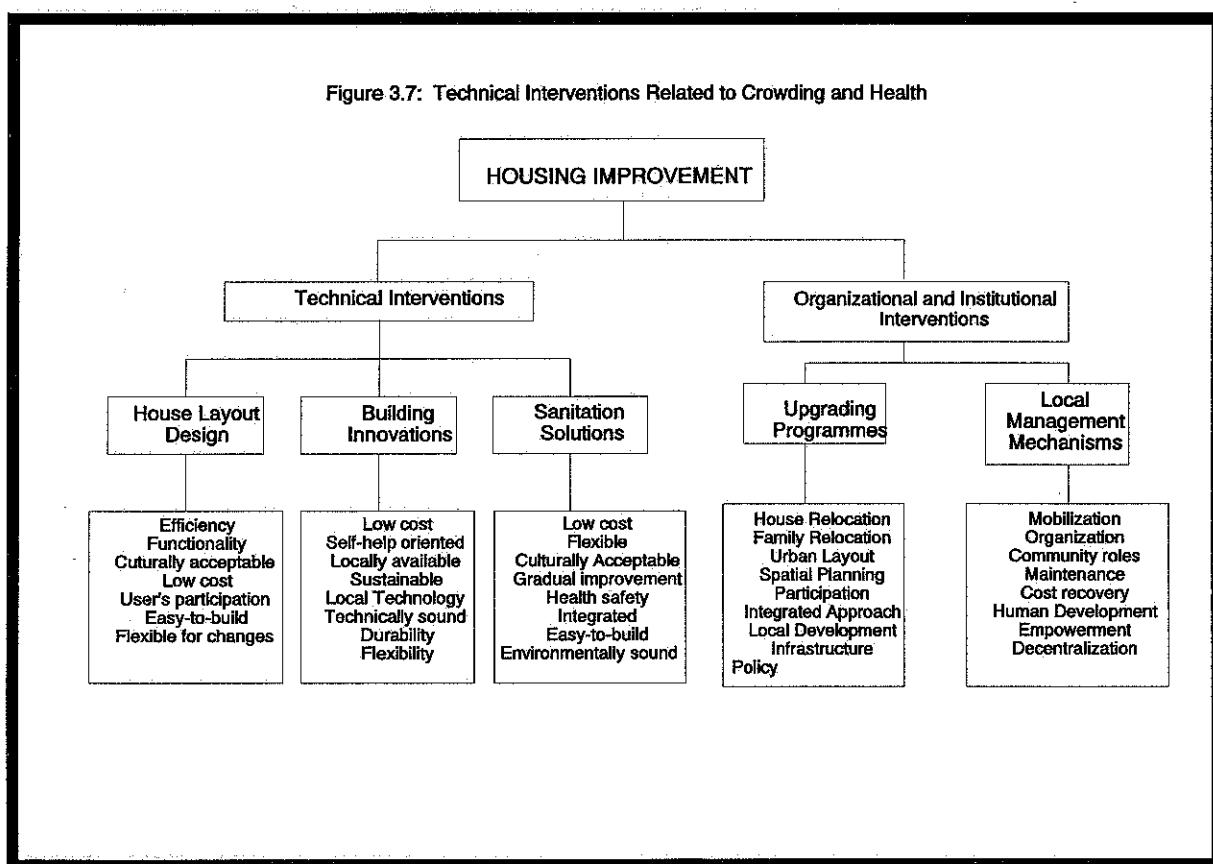 Figure 3.7: Technical Interventions Related to Crowding and Health
HOUSING IMPROVEMENT
Technical Interventions
Organizational and Institutional
Interventions
House Layout
Design
Building
Innovations
Sanitation
Solutions
Upgrading
Programmes
Local
Management
Mechanisms
Efficiency
Functionality
Cuturally acceptable
Low cost
User's participation
Easy-to-build
Flexible for changes
Low cost
Self-help oriented
Locally available
Sustainable
Local Technology
Technically sound
Durability
Flexibility
Low cost
Flexible
Culturally Acceptable
Gradual improvement
Health safety
Integrated
Easy-to-build
Environmentally sound
House Relocation
Family Relocation
Urban Layout
Spatial Planning
Participation
Integrated Approach
Local Development
Infrastructure
Policy
Mobilization
Organization
Community roles
Maintenance
Cost recovery
Human Development
Empowerment
Decentralization